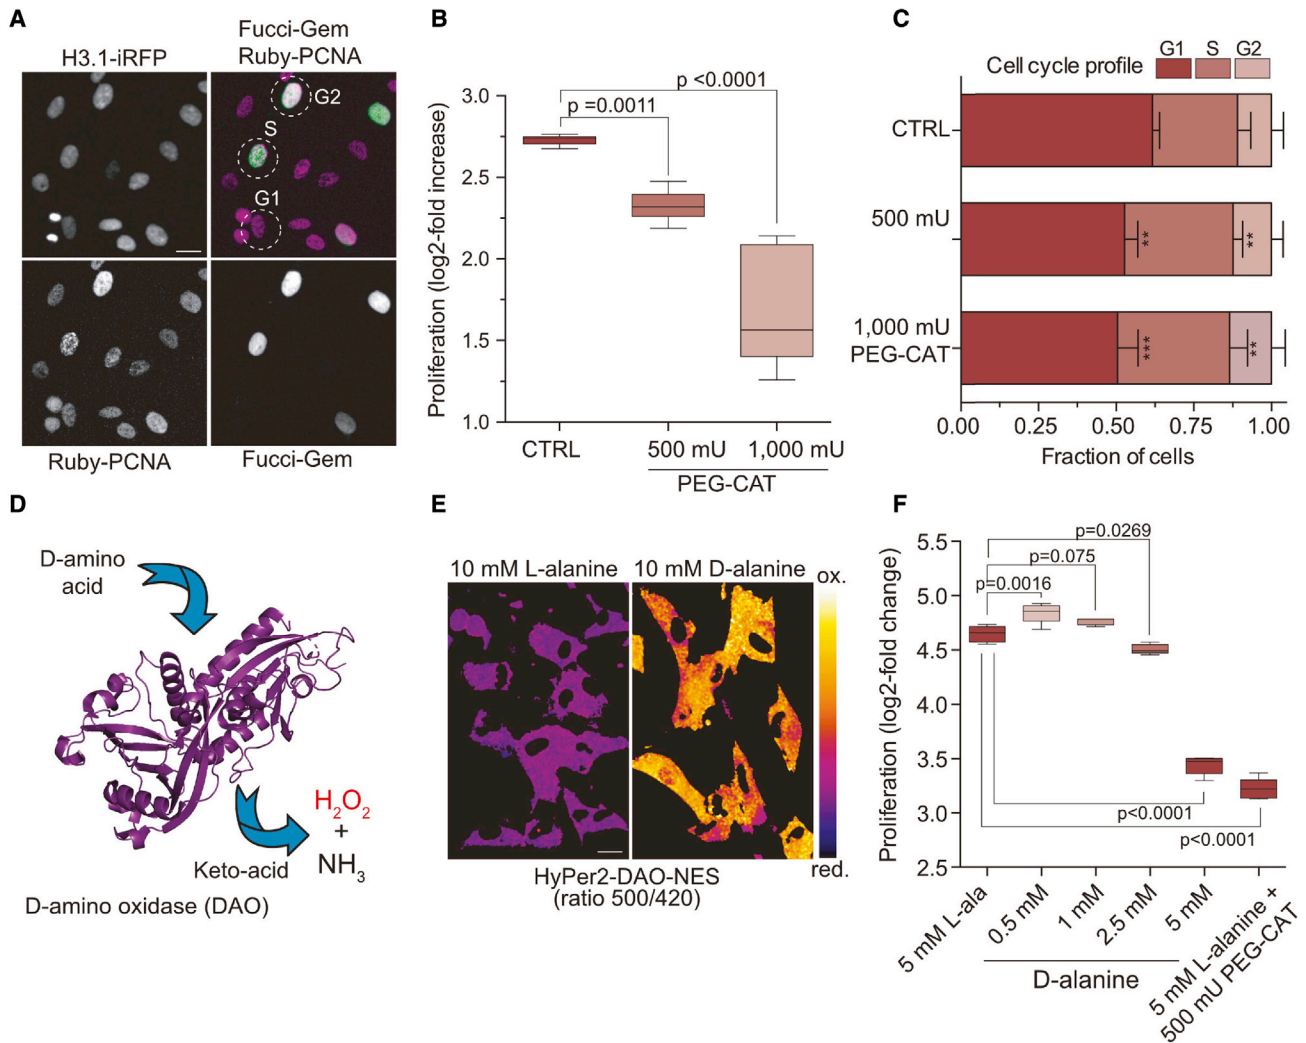 A
H3.1-iRFP
Fucci-Gem
Ruby-PCNA
G2
S
G1
Ruby-PCNA
Fucci-Gem
B
Proliferation (log2-fold increase)
3.0
2.5
2.0
1.5
1.0
p <0.0001
p =0.0011
CTRL
500 mU
1,000 mU
PEG-CAT
C
G1 S G2
Cell cycle profile
CTRL
500 mU
**
**
1,000 mU
PEG-CAT
***
**
0.00 0.25 0.50 0.75 1.00
Fraction of cells
D
D-amino
acid
H2O2
+
NH3
Keto-acid
D-amino oxidase (DAO)
E
10 mM L-alanine
10 mM D-alanine
ox.
red.
HyPer2-DAO-NES
(ratio 500/420)
F
Proliferation (log2-fold change)
5.5
5.0
4.5
4.0
3.5
3.0
2.5
p=0.0269
p=0.075
p=0.0016
p<0.0001
p<0.0001
5 mM L-ala
0.5 mM
1 mM
2.5 mM
5 mM
5 mM L-alanine +
500 mU PEG-CAT
D-alanine